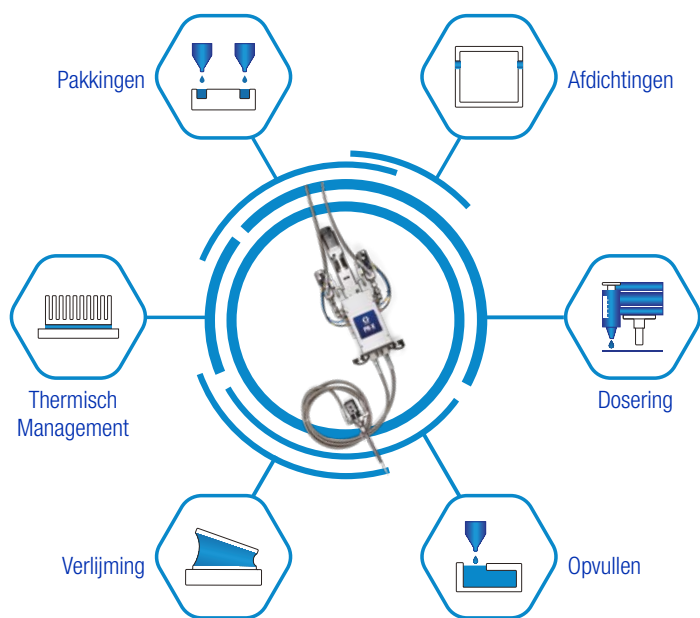 Pakkingen
Afdichtingen
Thermisch
Management
Dosering
Verlijming
Opvullen